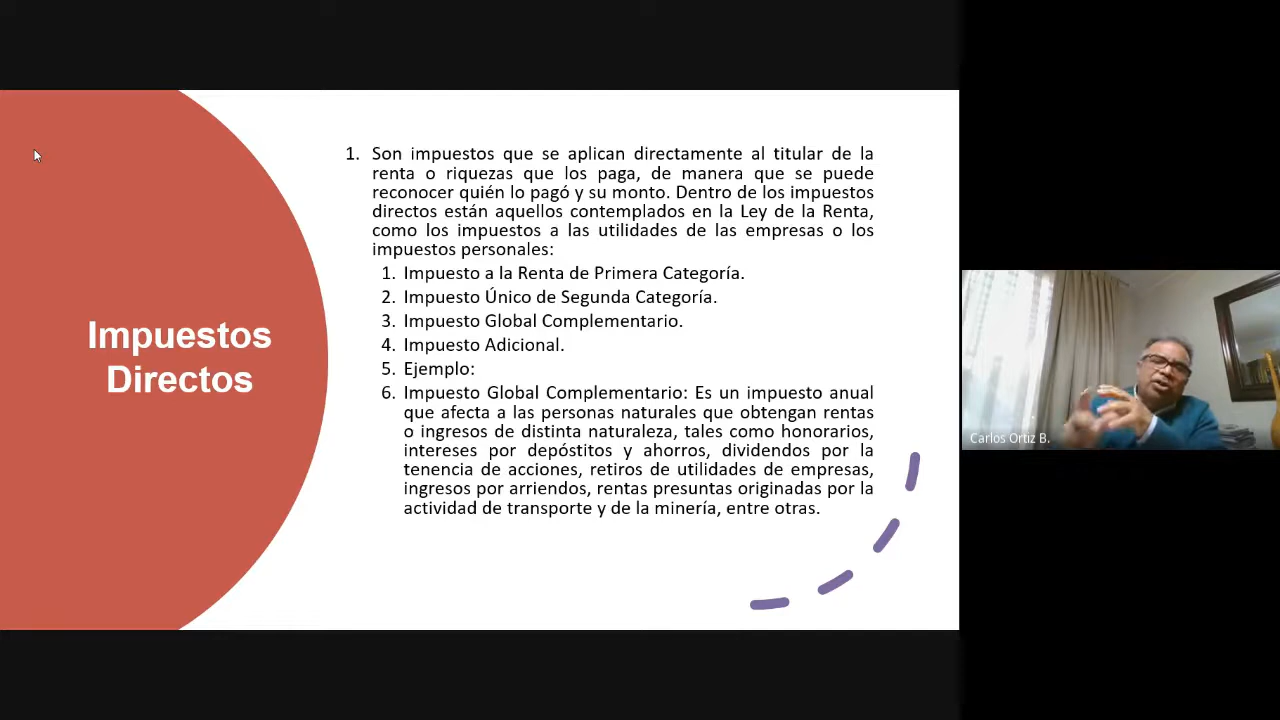 Impuestos
Directos
1. Son impuestos que se aplican directamente al titular de la
renta o riquezas que los paga, de manera que se puede
reconocer quién lo pagó y su monto. Dentro de los impuestos
directos están aquellos contemplados en la Ley de la Renta,
como los impuestos a las utilidades de las empresas o los
impuestos personales:
1. Impuesto a la Renta de Primera Categoría.
2. Impuesto Único de Segunda Categoría.
3. Impuesto Global Complementario.
4. Impuesto Adicional.
5. Ejemplo:
6. Impuesto Global Complementario: Es un impuesto anual
que afecta a las personas naturales que obtengan rentas
o ingresos de distinta naturaleza, tales como honorarios,
intereses por depósitos y ahorros, dividendos por la
tenencia de acciones, retiros de utilidades de empresas,
ingresos por arriendos, rentas presuntas originadas por la
actividad de transporte y de la minería, entre otras.
Carlos Ortiz B.